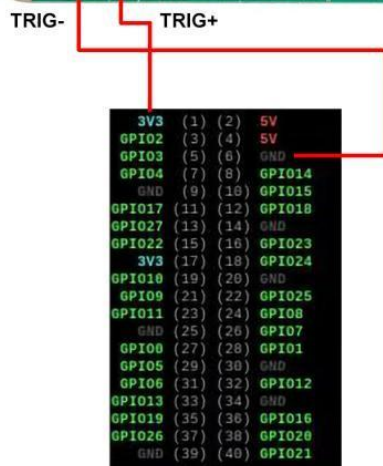 TRIG- TRIG+
3V3 (1) (2) 5V
GPIO2 (3) (4) 5V
GPIO3 (5) (6) GND
GPIO4 (7) (8) GPIO14
GND (9) (10) GPIO15
GPIO17 (11) (12) GPIO18
GPIO27 (13) (14) GND
GPIO22 (15) (16) GPIO23
3V3 (17) (18) GPIO24
GPIO10 (19) (20) GND
GPIO9 (21) (22) GPIO25
GPIO11 (23) (24) GPIO8
GND (25) (26) GPIO7
GPIO0 (27) (28) GPIO1
GPIO5 (29) (30) GND
GPIO6 (31) (32) GPIO12
GPIO13 (33) (34) GND
GPIO19 (35) (36) GPIO16
GPIO26 (37) (38) GPIO20
GND (39) (40) GPIO21